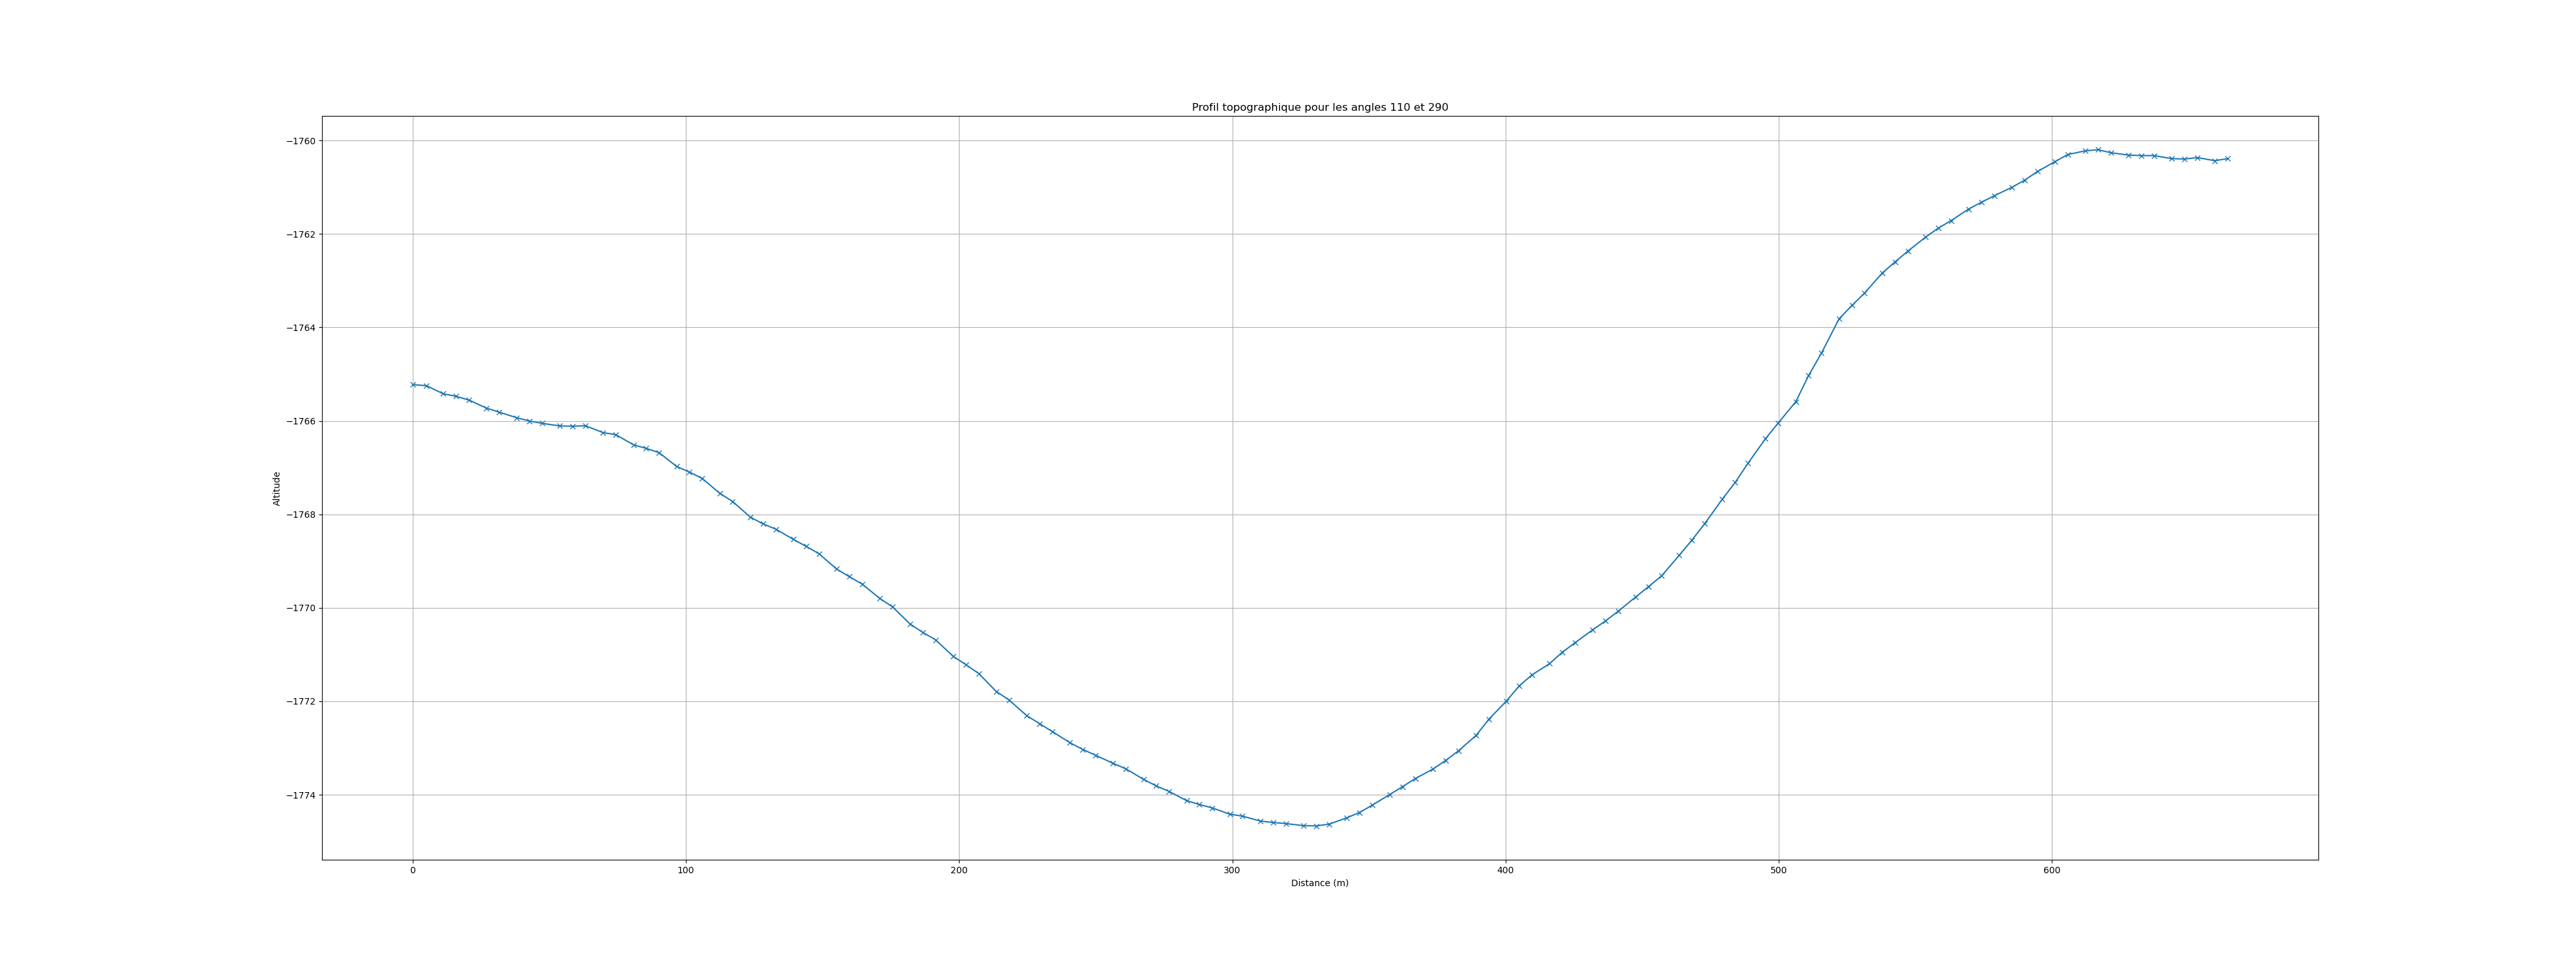 Profil topographique pour les angles 110 et 290
−1760
−1762
−1764
−1766
−1768
−1770
−1772
−1774
Altitude
0 100 200 300 400 500 600
Distance (m)